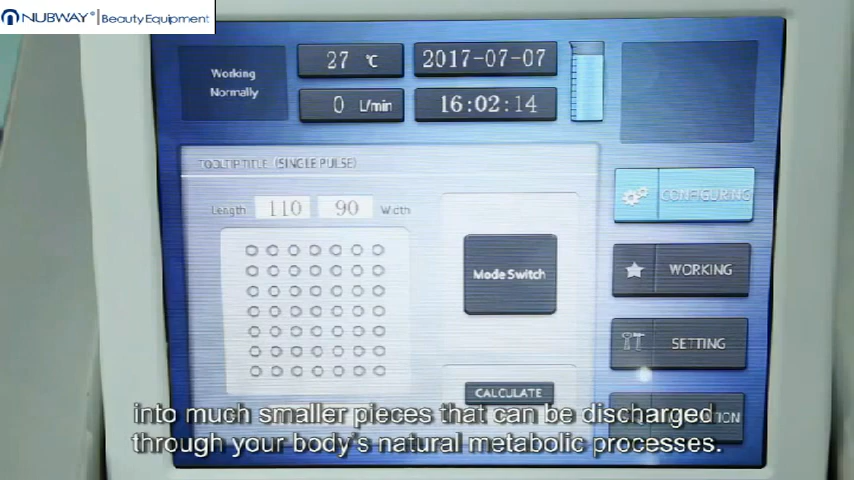 NUBWAY® | Beauty Equipment
Working
Normally
27 ℃
2017-07-07
0 L/min
16:02:14
TOOLTIP TITLE (SINGLE PULSE)
Length 110 90 Width
Mode Switch
CALCULATE
CONFIGURING
WORKING
SETTING
into much smaller pieces that can be discharged
through your body's natural metabolic processes.